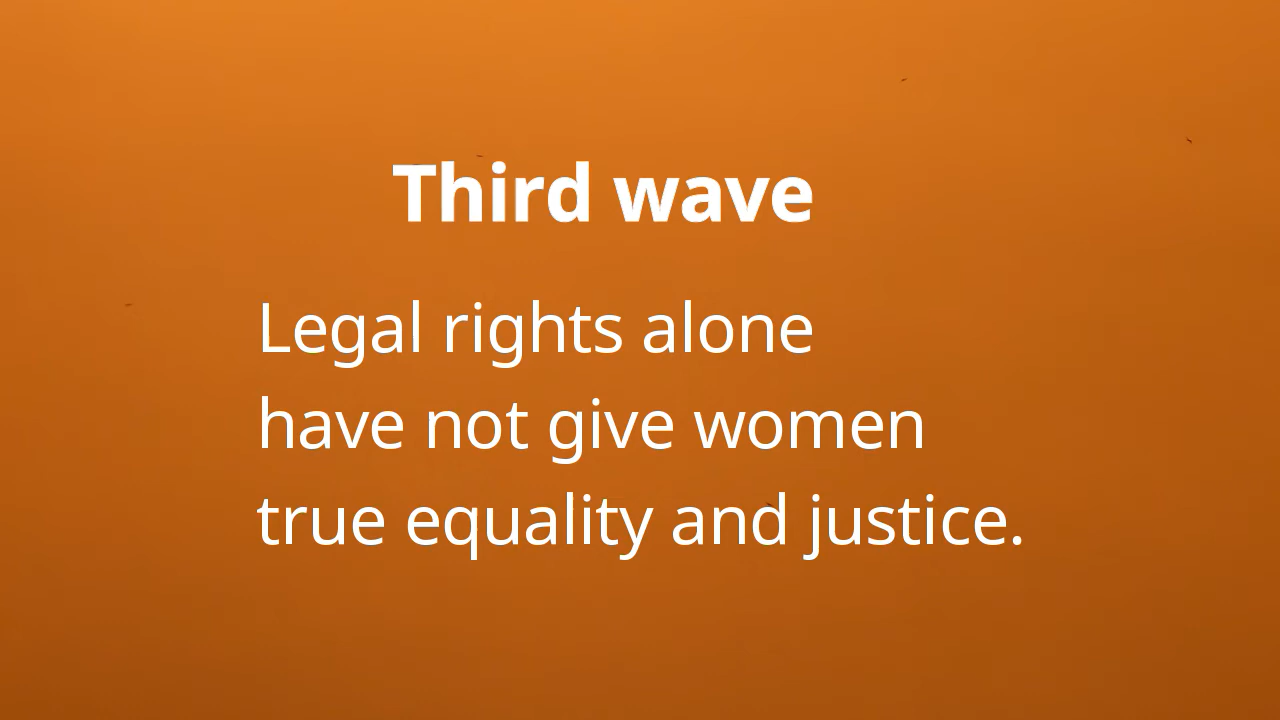 Third wave
Legal rights alone
have not give women
true equality and justice.